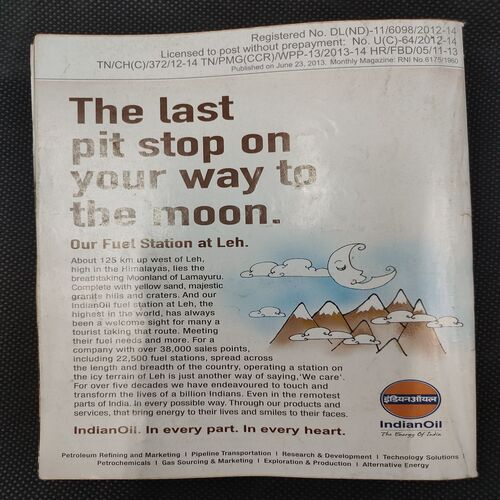 Registered No. DL(ND)-11/6098/2012-14
Licensed to post without prepayment: No. U(C)-64/2012-14
TN/CH(C)/372/12-14 TN/PMG(CCR)/WPP-13/2013-14 HR/FBD/05/11-13
Published on June 23, 2013. Monthly Magazine: RNI No.6175/1960
The last
pit stop on
your way to
the moon.
Our Fuel Station at Leh.
About 125 km up west of Leh,
high in the Himalayas, lies the
breathtaking Moonland of Lamayuru.
Complete with yellow sand, majestic
granite hills and craters. And our
IndianOil fuel station at Leh, the
highest in the world, has always
been a welcome sight for many a
tourist taking that route. Meeting
their fuel needs and more. For a
company with over 38,000 sales points,
including 22,500 fuel stations, spread across
the length and breadth of the country, operating a station on
the icy terrain of Leh is just another way of saying,'We care'.
For over five decades we have endeavoured to touch and
transform the lives of a billion Indians. Even in the remotest
parts of India. In every possible way. Through our products and
services, that bring energy to their lives and smiles to their faces.
IndianOil. In every part. In every heart.
इंडियनऑयल
IndianOil
The Energy Of India
Petroleum Refining and Marketing I Pipeline Transportation I Research & Development I Technology Solutions
Petrochemicals I Gas Sourcing & Marketing I Exploration & Production I Alternative Energy